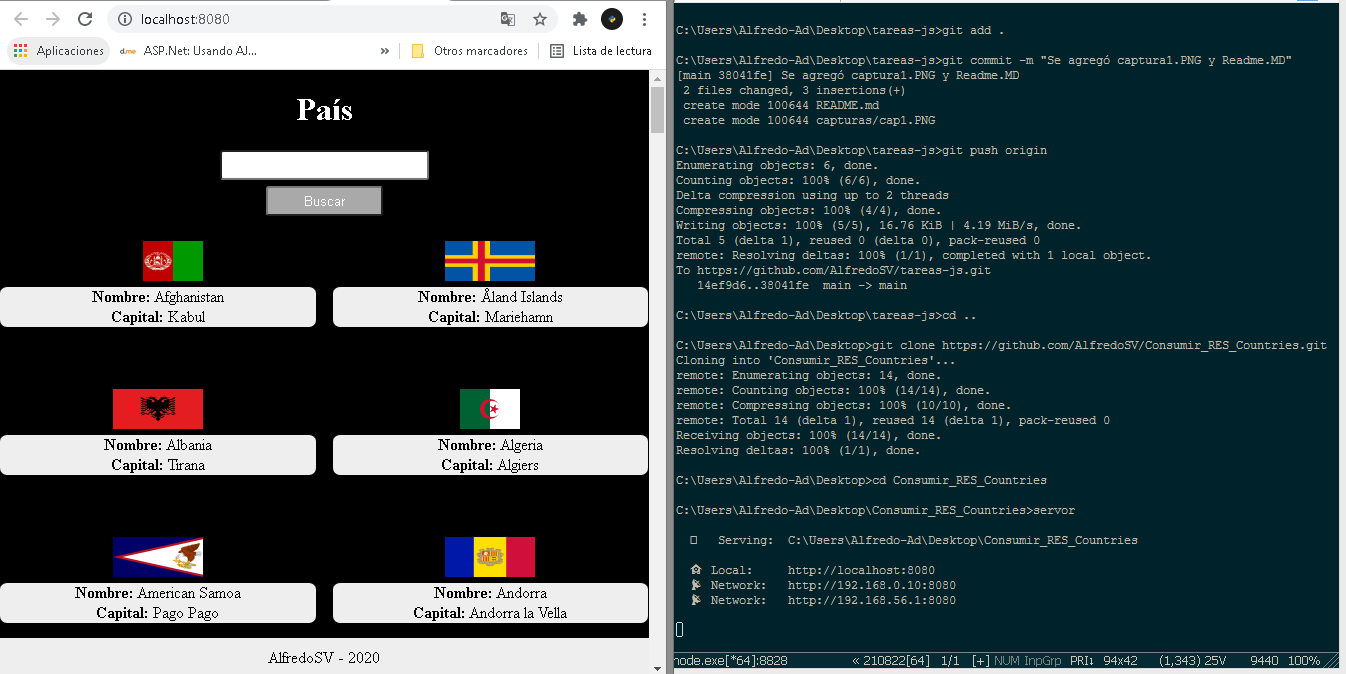 localhost:8080
Aplicaciones
d.me ASP.Net: Usando AJ...
»
Otros marcadores
Lista de lectura
País
Buscar
Nombre: Afghanistan
Capital: Kabul
Nombre: Åland Islands
Capital: Mariehamn
Nombre: Albania
Capital: Tirana
Nombre: Algeria
Capital: Algiers
Nombre: American Samoa
Capital: Pago Pago
Nombre: Andorra
Capital: Andorra la Vella
AlfredoSV - 2020
C:\Users\Alfredo-Ad\Desktop\tareas-js>git add .
C:\Users\Alfredo-Ad\Desktop\tareas-js>git commit -m "Se agregó captura1.PNG y Readme.MD"
[main 38041fe] Se agregó captura1.PNG y Readme.MD
2 files changed, 3 insertions(+)
create mode 100644 README.md
create mode 100644 capturas/cap1.PNG
C:\Users\Alfredo-Ad\Desktop\tareas-js>git push origin
Enumerating objects: 6, done.
Counting objects: 100% (6/6), done.
Delta compression using up to 2 threads
Compressing objects: 100% (4/4), done.
Writing objects: 100% (5/5), 16.76 KiB | 4.19 MiB/s, done.
Total 5 (delta 1), reused 0 (delta 0), pack-reused 0
remote: Resolving deltas: 100% (1/1), completed with 1 local object.
To https://github.com/AlfredoSV/tareas-js.git
14ef9d6..38041fe main -> main
C:\Users\Alfredo-Ad\Desktop\tareas-js>cd ..
C:\Users\Alfredo-Ad\Desktop>git clone https://github.com/AlfredoSV/Consumir_RES_Countries.git
Cloning into 'Consumir_RES_Countries'...
remote: Enumerating objects: 14, done.
remote: Counting objects: 100% (14/14), done.
remote: Compressing objects: 100% (10/10), done.
remote: Total 14 (delta 1), reused 14 (delta 1), pack-reused 0
Receiving objects: 100% (14/14), done.
Resolving deltas: 100% (1/1), done.
C:\Users\Alfredo-Ad\Desktop>cd Consumir_RES_Countries
C:\Users\Alfredo-Ad\Desktop\Consumir_RES_Countries>servor
Serving: C:\Users\Alfredo-Ad\Desktop\Consumir_RES_Countries
Local: http://localhost:8080
Network: http://192.168.0.10:8080
Network: http://192.168.56.1:8080
node.exe[*64]:8828 « 210822[64] 1/1 [+] NUM InpGrp PRI↕ 94x42 (1,343) 25V 9440 100%